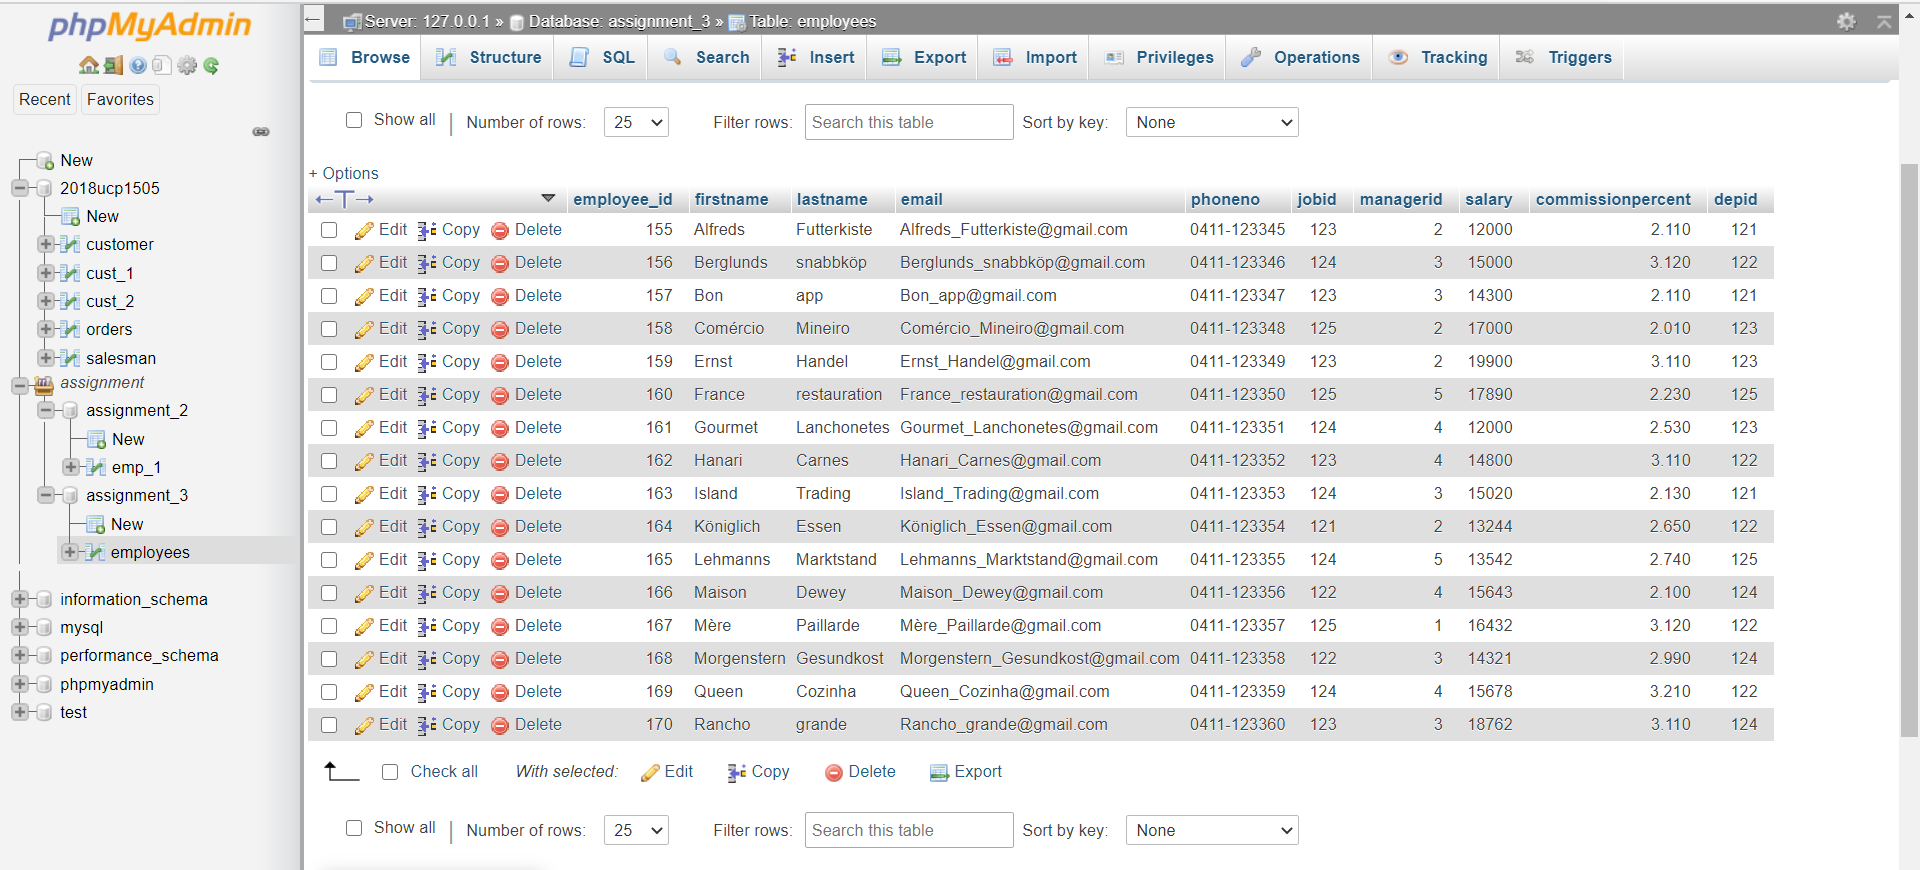 phpMyAdmin
Recent Favorites
New
2018ucp1505
New
customer
cust_1
cust_2
orders
salesman
assignment
assignment_2
New
emp_1
assignment_3
New
employees
information_schema
mysql
performance_schema
phpmyadmin
test
Server: 127.0.0.1 » Database: assignment_3 » Table: employees
Browse Structure SQL Search Insert Export Import Privileges Operations Tracking Triggers
Show all | Number of rows: 25 Filter rows: Search this table Sort by key: None
+ Options
←T→ employee_id firstname lastname email phoneno jobid managerid salary commissionpercent depid
Edit Copy Delete 155 Alfreds Futterkiste Alfreds_Futterkiste@gmail.com 0411-123345 123 2 12000 2.110 121
Edit Copy Delete 156 Berglunds snabbköp Berglunds_snabbköp@gmail.com 0411-123346 124 3 15000 3.120 122
Edit Copy Delete 157 Bon app Bon_app@gmail.com 0411-123347 123 3 14300 2.110 121
Edit Copy Delete 158 Comércio Mineiro Comércio_Mineiro@gmail.com 0411-123348 125 2 17000 2.010 123
Edit Copy Delete 159 Ernst Handel Ernst_Handel@gmail.com 0411-123349 123 2 19900 3.110 123
Edit Copy Delete 160 France restauration France_restauration@gmail.com 0411-123350 125 5 17890 2.230 125
Edit Copy Delete 161 Gourmet Lanchonetes Gourmet_Lanchonetes@gmail.com 0411-123351 124 4 12000 2.530 123
Edit Copy Delete 162 Hanari Carnes Hanari_Carnes@gmail.com 0411-123352 123 4 14800 3.110 122
Edit Copy Delete 163 Island Trading Island_Trading@gmail.com 0411-123353 124 3 15020 2.130 121
Edit Copy Delete 164 Königlich Essen Königlich_Essen@gmail.com 0411-123354 121 2 13244 2.650 122
Edit Copy Delete 165 Lehmanns Marktstand Lehmanns_Marktstand@gmail.com 0411-123355 124 5 13542 2.740 125
Edit Copy Delete 166 Maison Dewey Maison_Dewey@gmail.com 0411-123356 122 4 15643 2.100 124
Edit Copy Delete 167 Mère Paillarde Mère_Paillarde@gmail.com 0411-123357 125 1 16432 3.120 122
Edit Copy Delete 168 Morgenstern Gesundkost Morgenstern_Gesundkost@gmail.com 0411-123358 122 3 14321 2.990 124
Edit Copy Delete 169 Queen Cozinha Queen_Cozinha@gmail.com 0411-123359 124 4 15678 3.210 122
Edit Copy Delete 170 Rancho grande Rancho_grande@gmail.com 0411-123360 123 3 18762 3.110 124
Check all With selected: Edit Copy Delete Export
Show all | Number of rows: 25 Filter rows: Search this table Sort by key: None